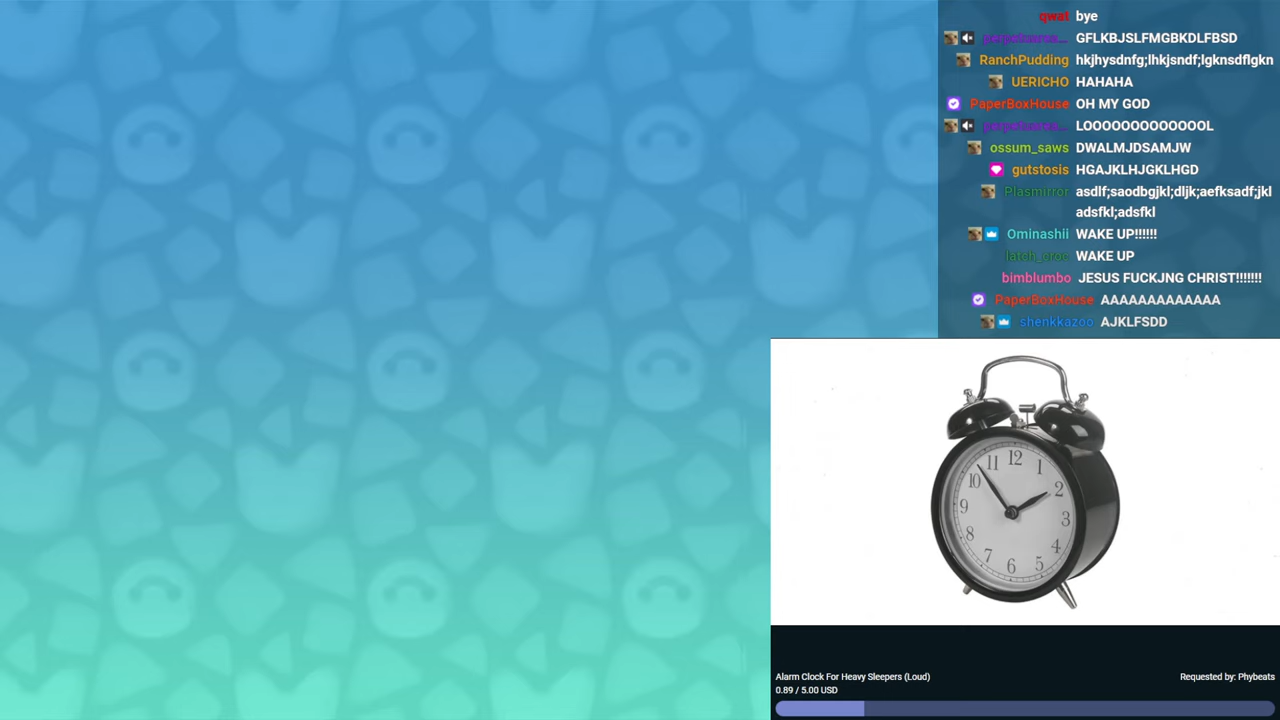 qwat bye
GFLKBJSLFMGBKDLFBSD
RanchPudding hkjhysdnfg;lhkjsndf;lgknsdflgkn
UERICHO HAHAHA
PaperBoxHouse OH MY GOD
LOOOOOOOOOOOOOL
ossum_saws DWALMJDSAMJW
gutstosis HGAJKLHJGKLHGD
Plasmirror asdlf;saodbgjkl;dljk;aefksadf;jkl
adsfkl;adsfkl
Ominashii WAKE UP!!!!!!
latch_croc WAKE UP
bimblumbo JESUS FUCKJNG CHRIST!!!!!!!
PaperBoxHouse AAAAAAAAAAAAA
shenkkazoo AJKLFSDD
12
11
1
10
2
9
3
8
4
7
5
6
Alarm Clock For Heavy Sleepers (Loud)
Requested by: Phybeats
0.89 / 5.00 USD